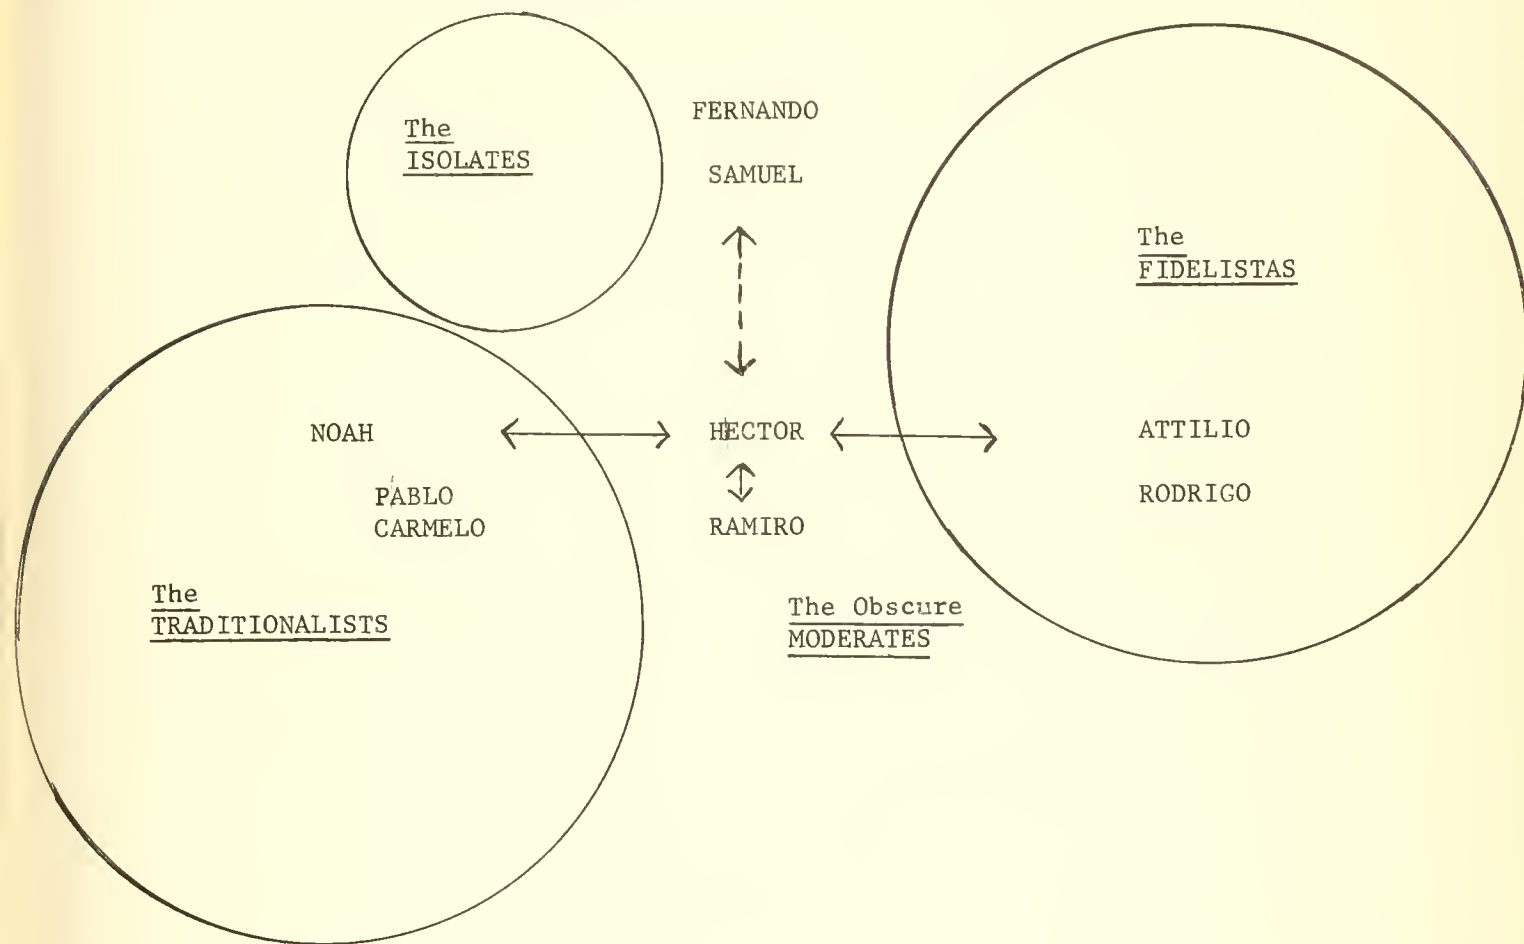 The
ISOLATES
FERNANDO
SAMUEL
The
FIDELISTAS
NOAH
HECTOR
ATTILIO
PABLO
CARMELO
RODRIGO
RAMIRO
The
TRADITIONALISTS
The Obscure
MODERATES